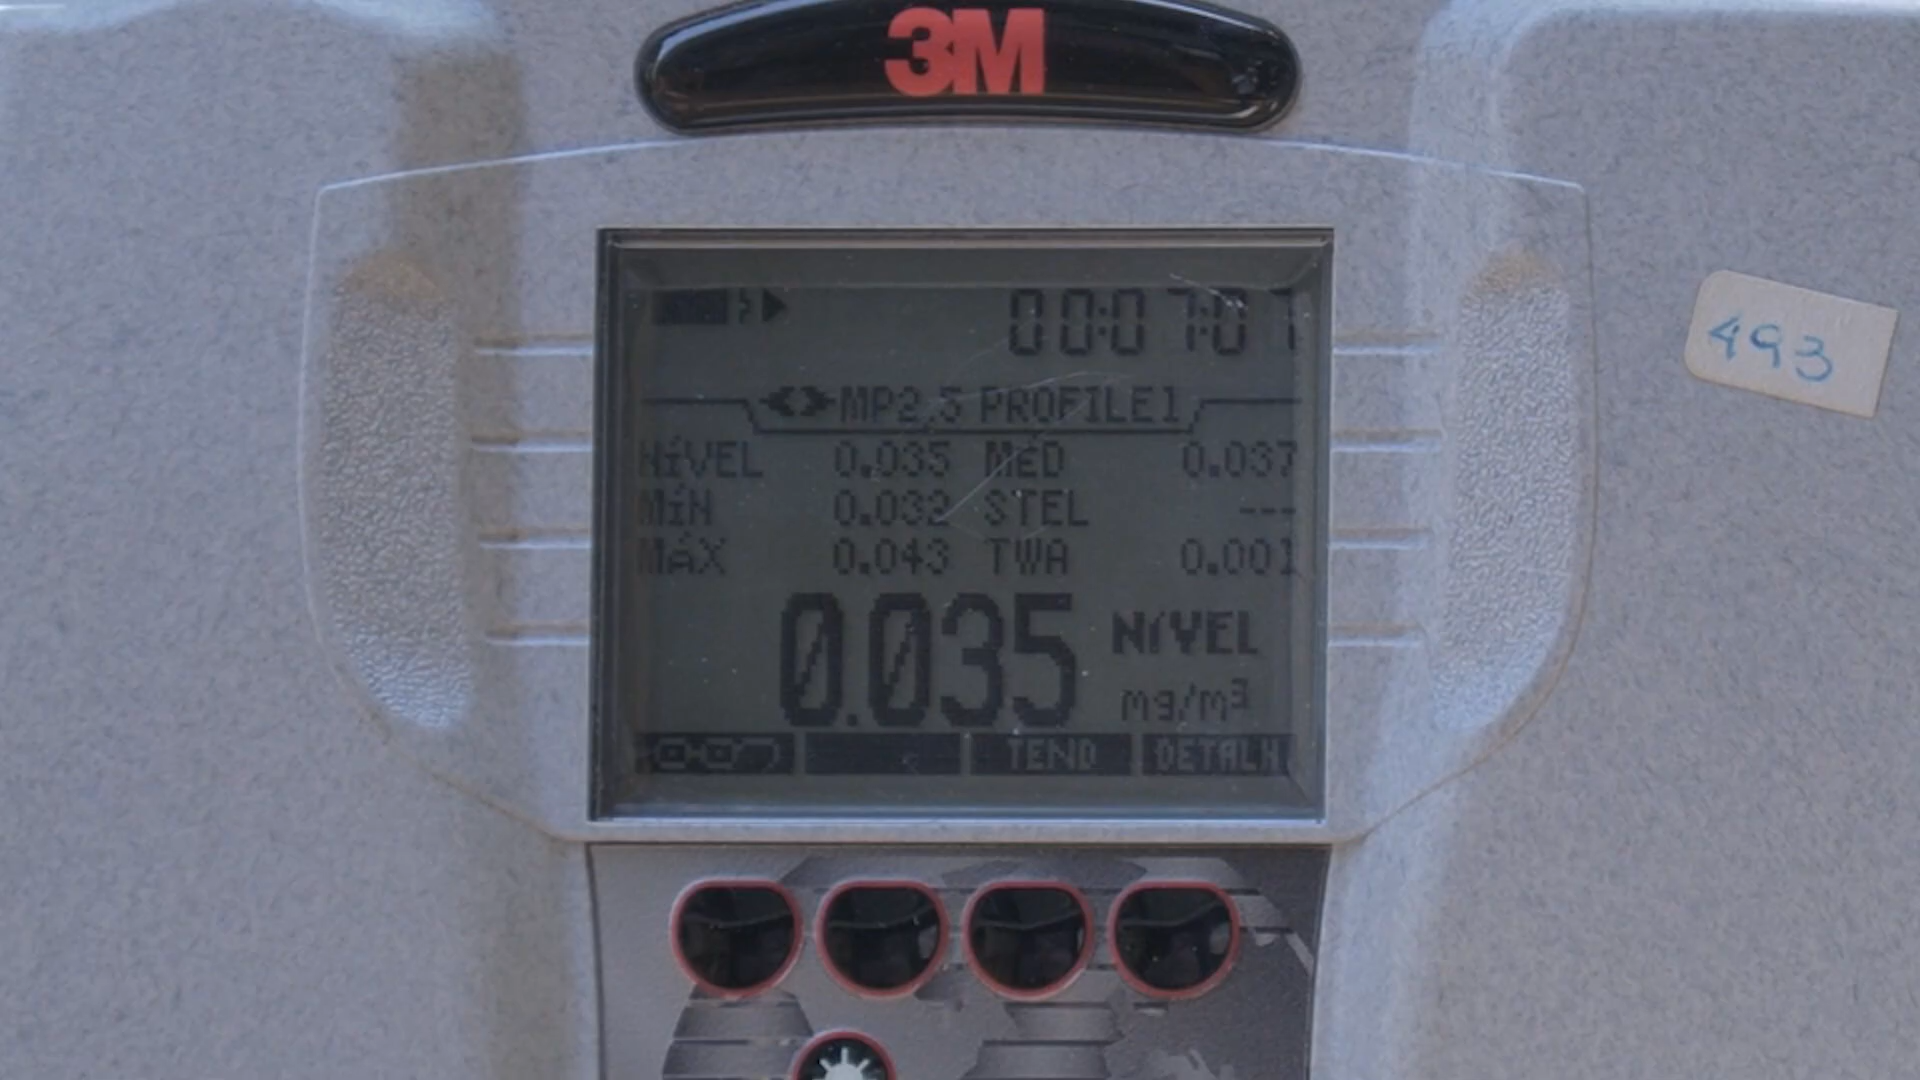 3M
00:07:07
MP2.5 PROFILE1
NÍVEL 0.035 MÉD 0.037
MÍN 0.032 STEL ---
MÁX 0.043 TWA 0.001
0.035 NÍVEL
mg/m³
TEND DETALH
493